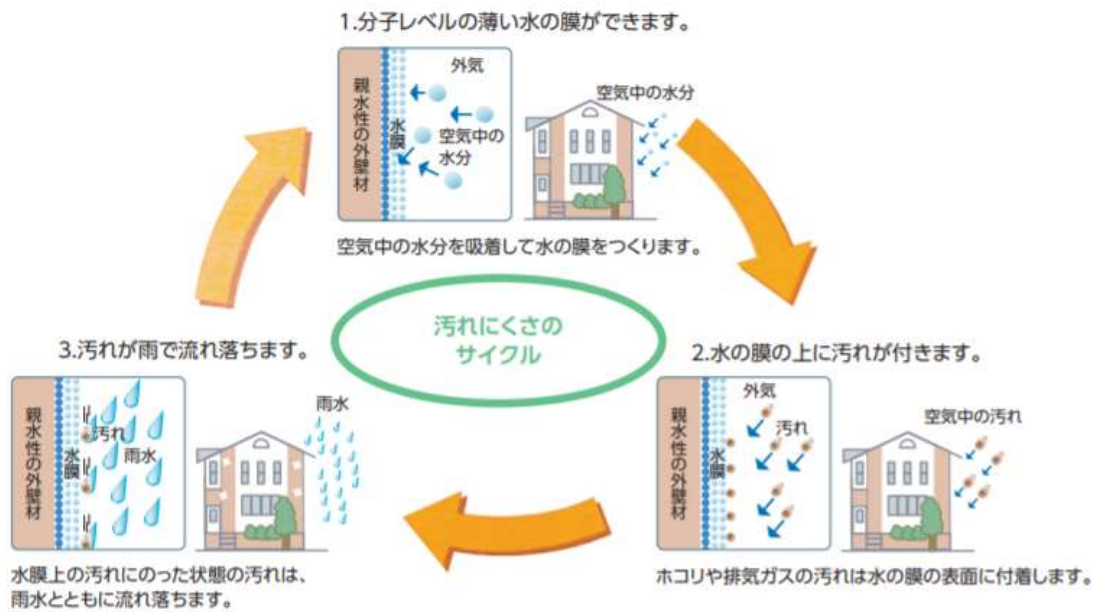 1.分子レベルの薄い水の膜ができます。
親水性の外壁材
水膜
外気
空気中の
水分
空気中の水分
空気中の水分を吸着して水の膜をつくります。
汚れにくさの
サイクル
2.水の膜の上に汚れが付きます。
親水性の外壁材
水膜
外気
汚れ
空気中の汚れ
ホコリや排気ガスの汚れは水の膜の表面に付着します。
3.汚れが雨で流れ落ちます。
親水性の外壁材
水膜
汚れ
雨水
雨水
水膜上の汚れにのった状態の汚れは、
雨水とともに流れ落ちます。